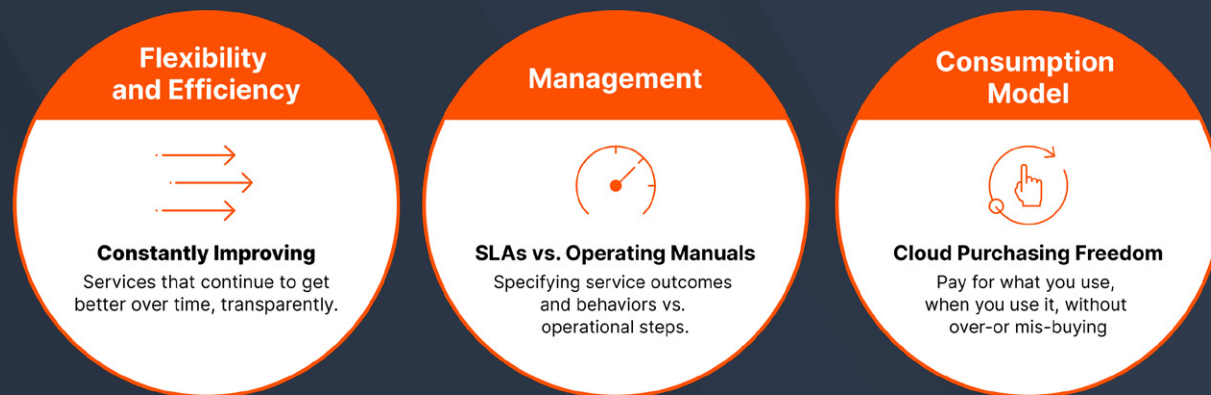 Flexibility
and Efficiency
Constantly Improving
Services that continue to get
better over time, transparently.
Management
SLAs vs. Operating Manuals
Specifying service outcomes
and behaviors vs.
operational steps.
Consumption
Model
Cloud Purchasing Freedom
Pay for what you use,
when you use it, without
over-or mis-buying